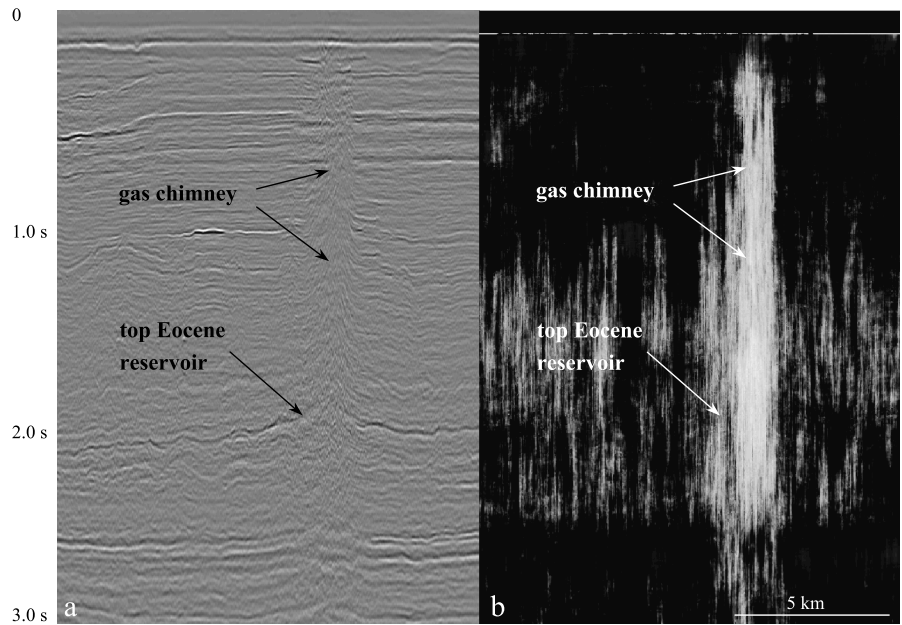 0
1.0 s
2.0 s
3.0 s
gas chimney
top Eocene
reservoir
a
gas chimney
top Eocene
reservoir
b
5 km